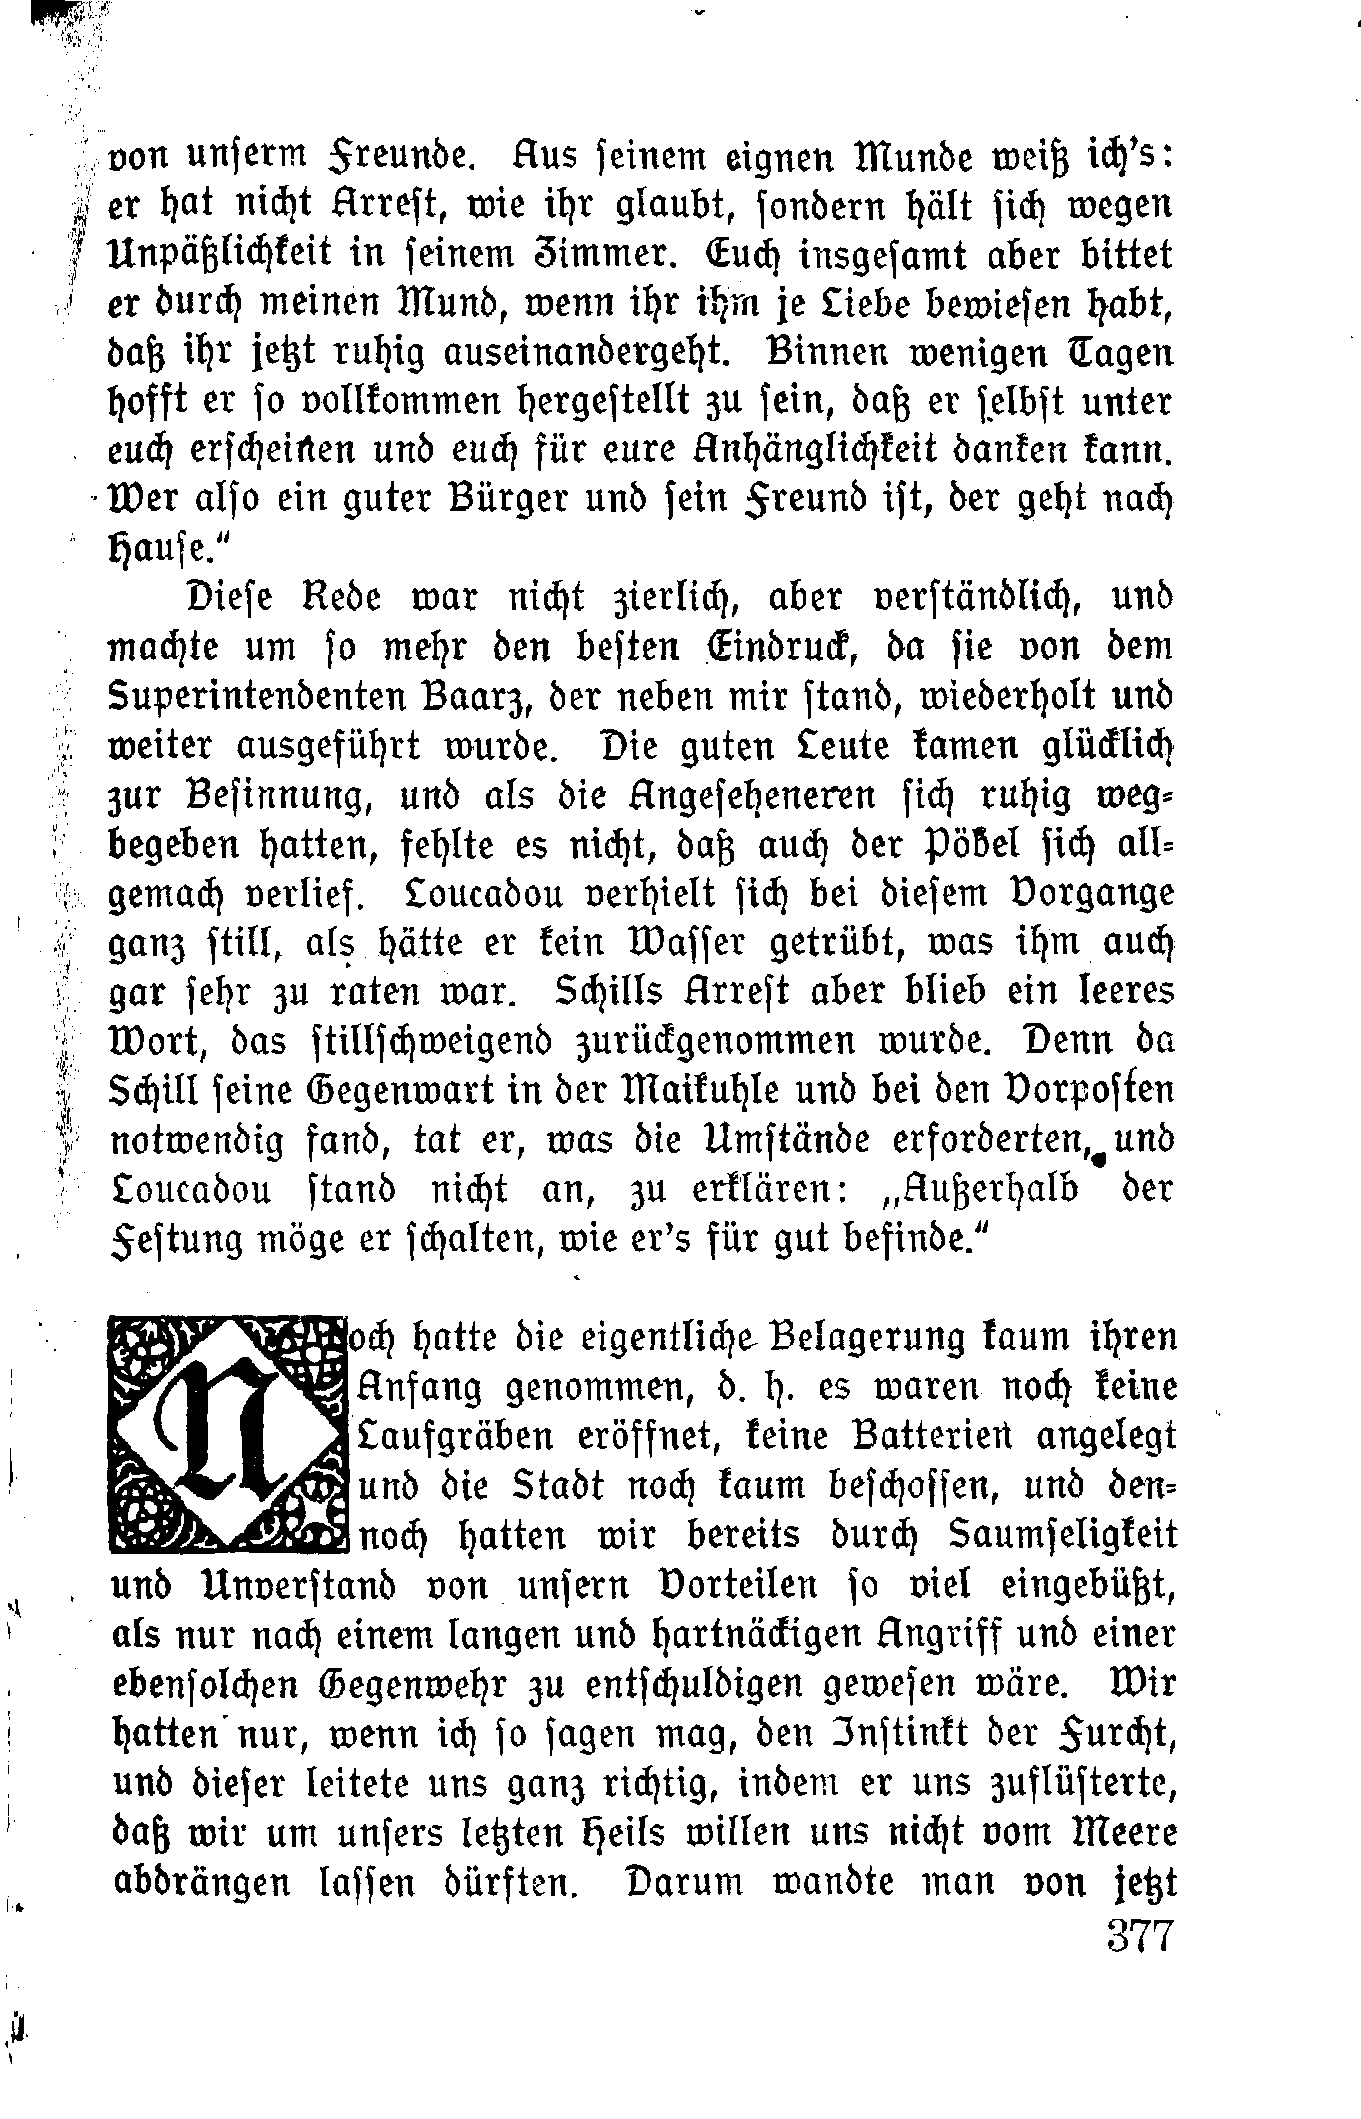 von unserm Freunde. Aus seinem eignen Munde weiß ich's:
er hat nicht Arrest, wie ihr glaubt, sondern hält sich wegen
Unpäßlichkeit in seinem Zimmer. Euch insgesamt aber bittet
er durch meinen Mund, wenn ihr ihm je Liebe bewiesen habt,
daß ihr jetzt ruhig auseinandergeht. Binnen wenigen Tagen
hofft er so vollkommen hergestellt zu sein, daß er selbst unter
euch erscheinen und euch für eure Anhänglichkeit danken kann.
Wer also ein guter Bürger und sein Freund ist, der geht nach
Hause."
Diese Rede war nicht zierlich, aber verständlich, und
machte um so mehr den besten Eindruck, da sie von dem
Superintendenten Baarz, der neben mir stand, wiederholt und
weiter ausgeführt wurde. Die guten Leute kamen glücklich
zur Besinnung, und als die Angeseheneren sich ruhig weg-
begeben hatten, fehlte es nicht, daß auch der Pöbel sich all-
gemach verlief. Loucadou verhielt sich bei diesem Vorgange
ganz still, als hätte er kein Wasser getrübt, was ihm auch
gar sehr zu raten war. Schills Arrest aber blieb ein leeres
Wort, das stillschweigend zurückgenommen wurde. Denn da
Schill seine Gegenwart in der Maikuhle und bei den Vorposten
notwendig fand, tat er, was die Umstände erforderten, und
Loucadou stand nicht an, zu erklären: „Außerhalb der
Festung möge er schalten, wie er's für gut befinde."
Noch hatte die eigentliche Belagerung kaum ihren
Anfang genommen, d. h. es waren noch keine
Laufgräben eröffnet, keine Batterien angelegt
und die Stadt noch kaum beschossen, und den-
noch hatten wir bereits durch Saumseligkeit
und Unverstand von unsern Vorteilen so viel eingebüßt,
als nur nach einem langen und hartnäckigen Angriff und einer
ebensolchen Gegenwehr zu entschuldigen gewesen wäre. Wir
hatten nur, wenn ich so sagen mag, den Instinkt der Furcht,
und dieser leitete uns ganz richtig, indem er uns zuflüsterte,
daß wir um unsers letzten Heils willen uns nicht vom Meere
abdrängen lassen dürften. Darum wandte man von jetzt
377